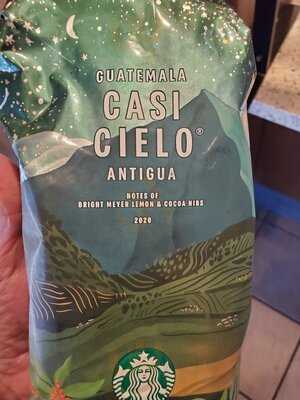 GUATEMALA
CASI
CIELO®
ANTIGUA
NOTES OF
BRIGHT MEYER LEMON & COCOA NIBS
2020